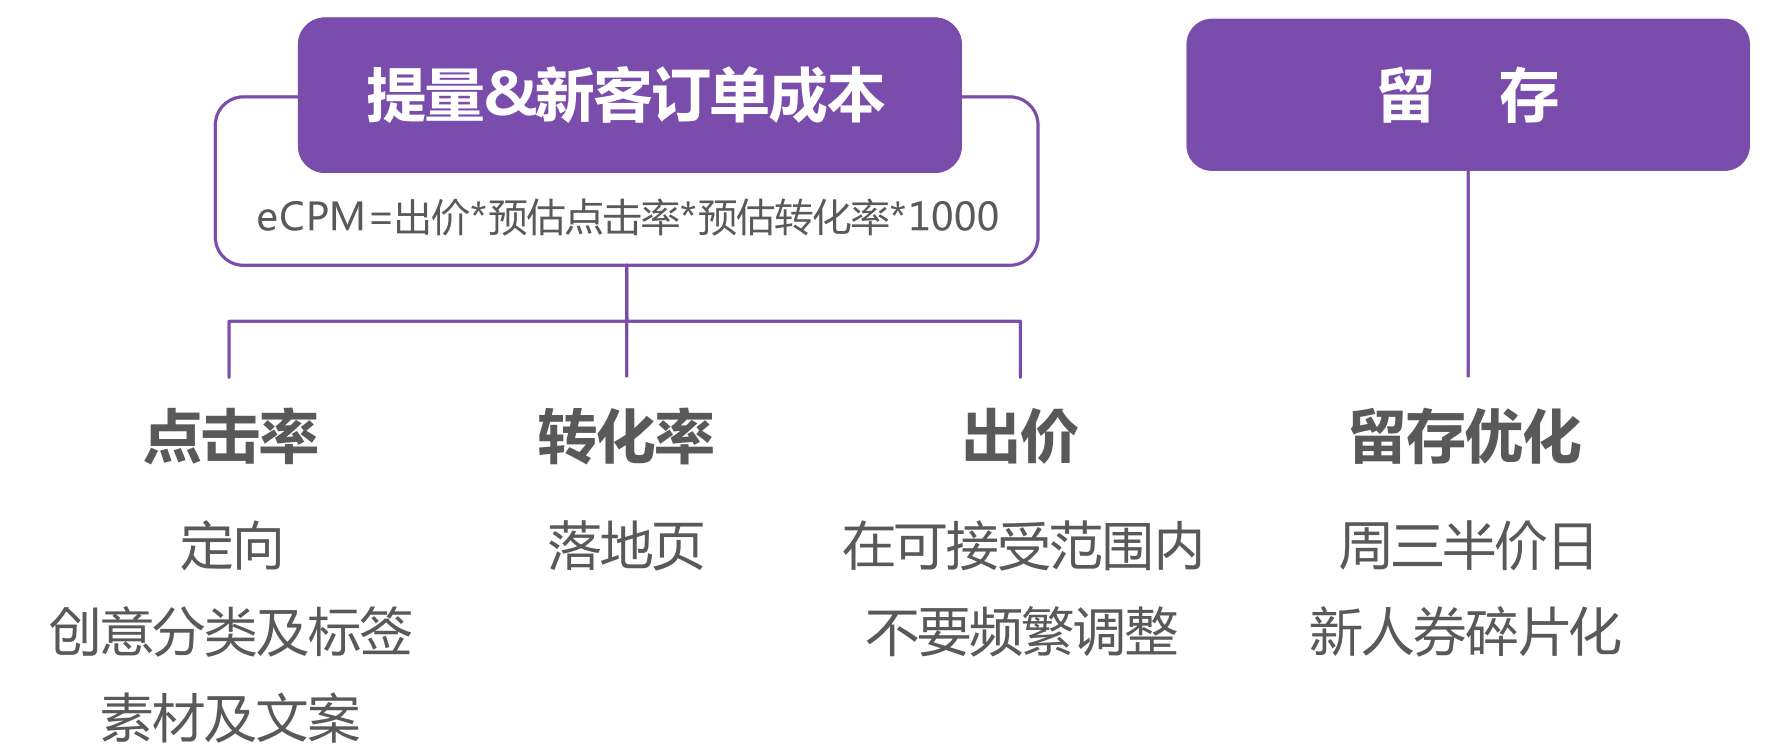 提量&新客订单成本
eCPM=出价*预估点击率*预估转化率*1000
点击率
定向
创意分类及标签
素材及文案
转化率
落地页
出价
在可接受范围内
不要频繁调整
留 存
留存优化
周三半价日
新人券碎片化